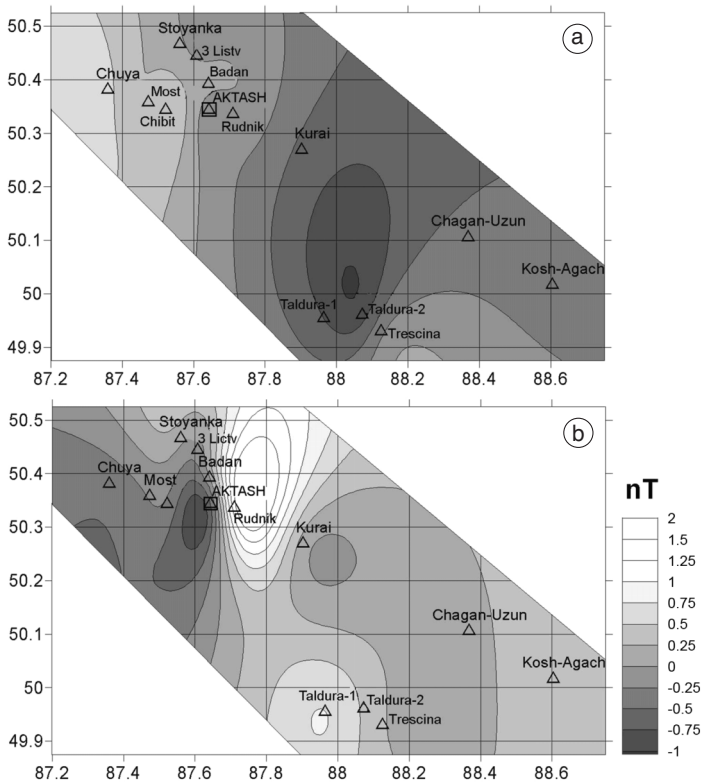 50.5
50.4
50.3
50.2
50.1
50
49.9
87.2 87.4 87.6 87.8 88 88.2 88.4 88.6
a
Stoyanka
3 Listv
Badan
Chuya
Most
AKTASH
Chibit
Rudnik
Kurai
Chagan-Uzun
Kosh-Agach
Taldura-1
Taldura-2
Trescina
50.5
50.4
50.3
50.2
50.1
50
49.9
87.2 87.4 87.6 87.8 88 88.2 88.4 88.6
b
Stoyanka
3 Lictv
Badan
Chuya
Most
AKTASH
Rudnik
Kurai
Chagan-Uzun
Kosh-Agach
Taldura-1
Taldura-2
Trescina
nT
2
1.5
1.25
1
0.75
0.5
0.25
0
-0.25
-0.5
-0.75
-1